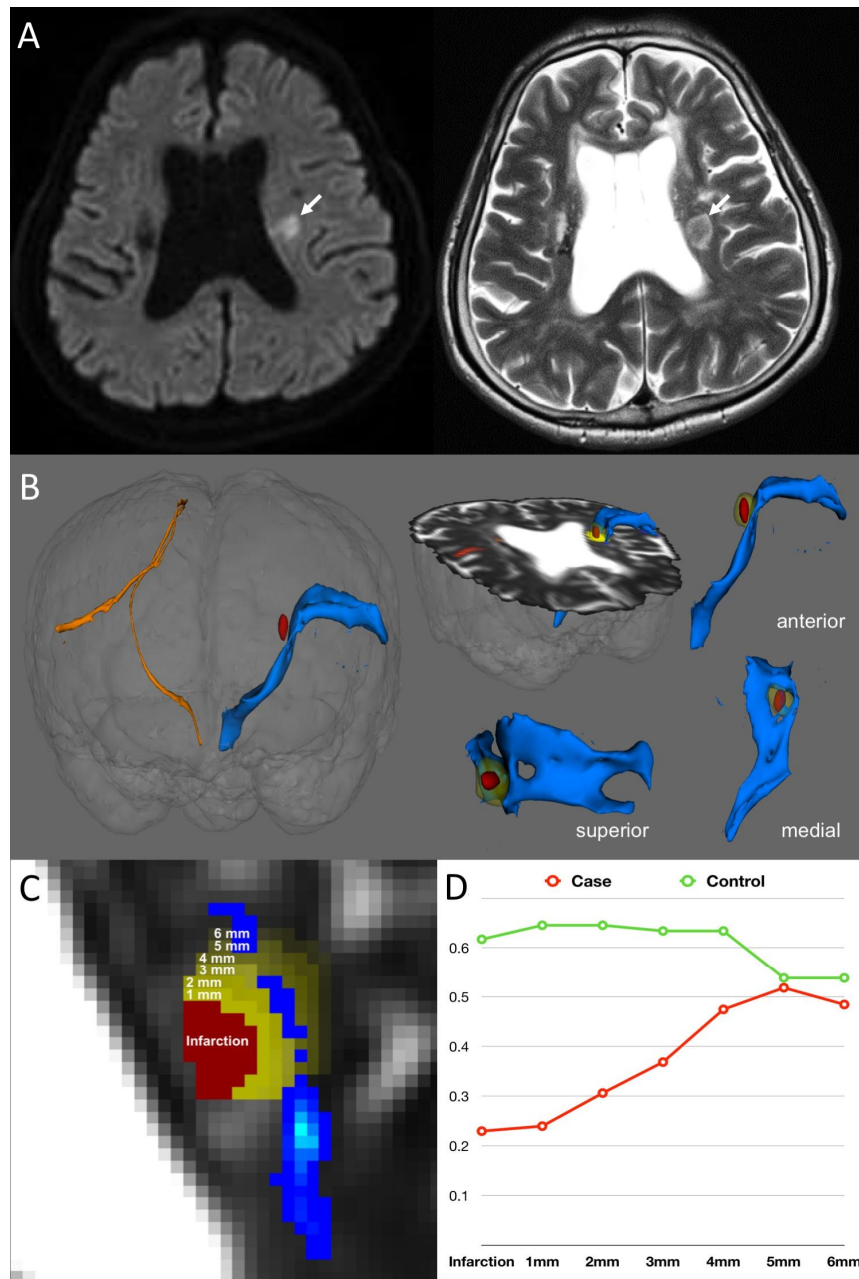 A
B
anterior
superior
medial
C
6 mm
5 mm
4 mm
3 mm
2 mm
1 mm
Infarction
D
Case Control
0.6
0.5
0.4
0.3
0.2
0.1
Infarction 1mm 2mm 3mm 4mm 5mm 6mm